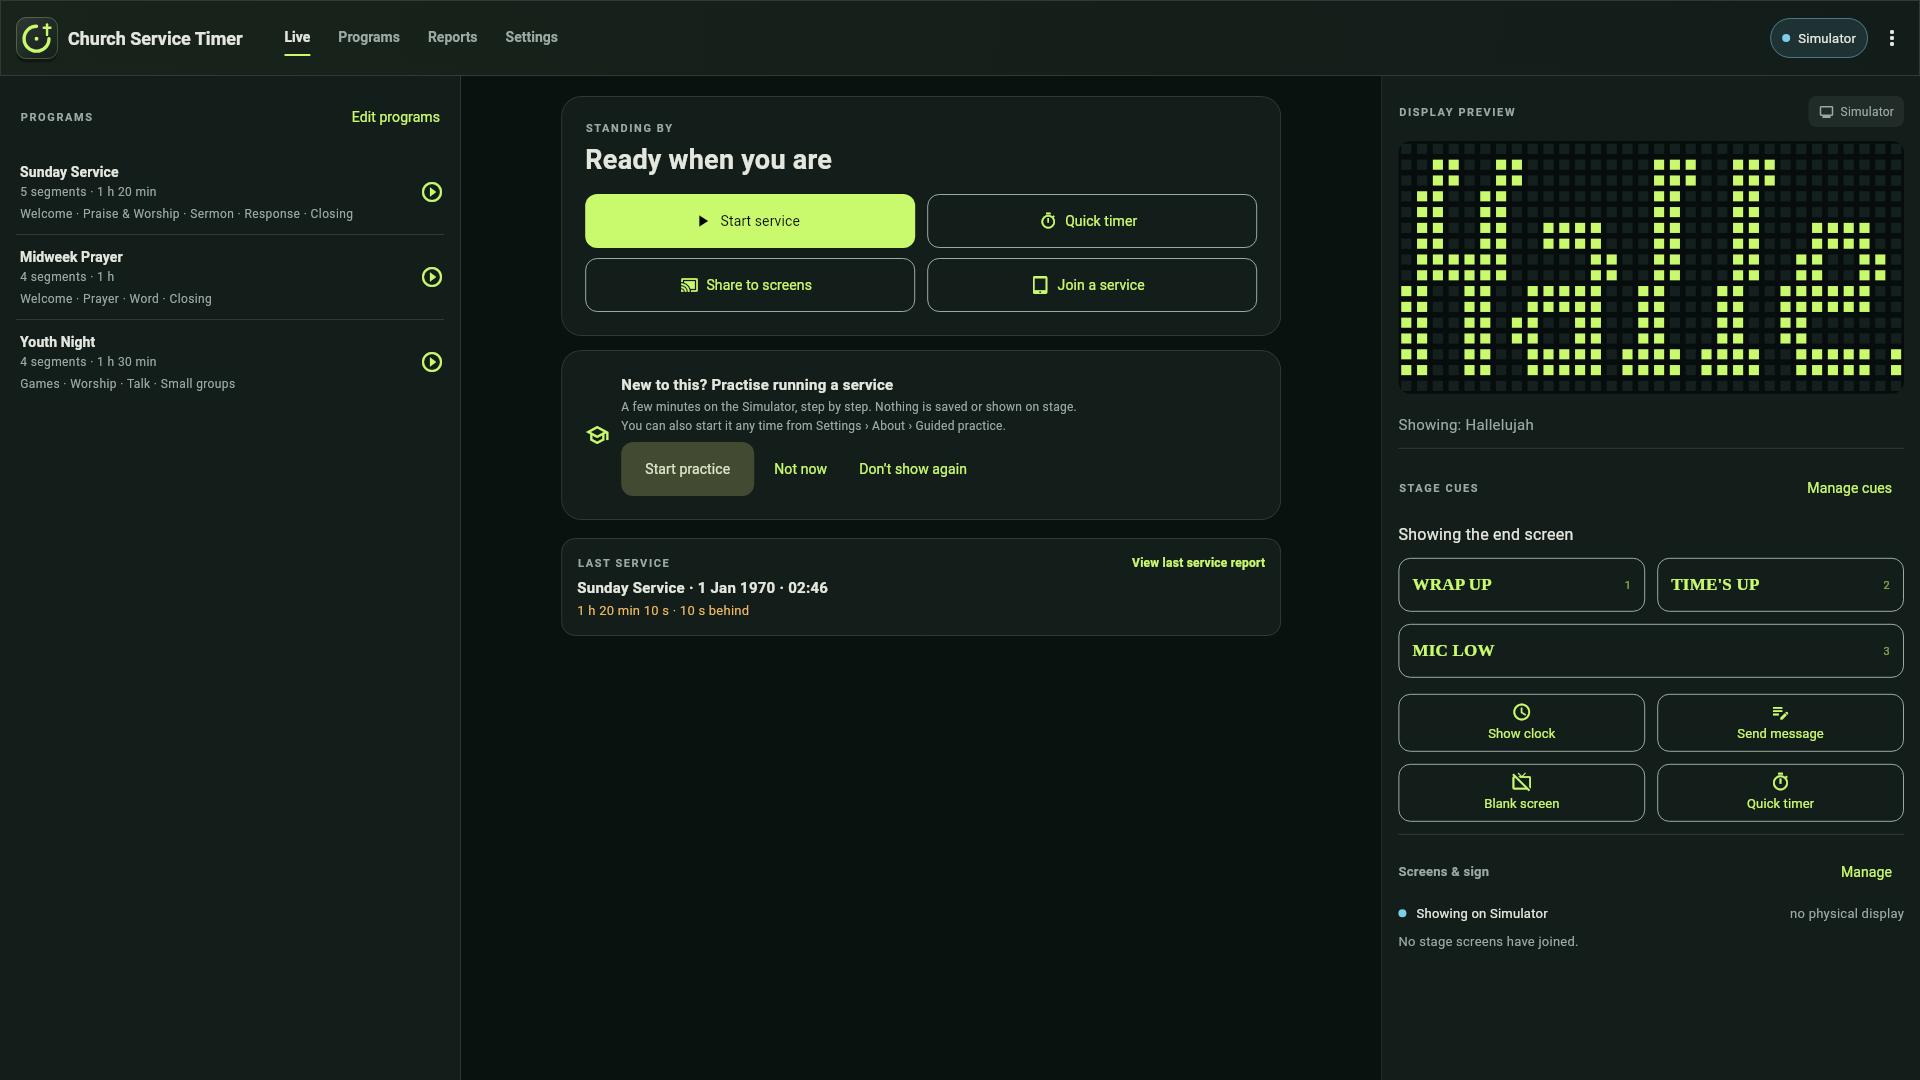 Church Service Timer
Live
Programs
Reports
Settings
Simulator
PROGRAMS
Edit programs
Sunday Service
5 segments · 1 h 20 min
Welcome · Praise & Worship · Sermon · Response · Closing
Midweek Prayer
4 segments · 1 h
Welcome · Prayer · Word · Closing
Youth Night
4 segments · 1 h 30 min
Games · Worship · Talk · Small groups
STANDING BY
Ready when you are
Start service
Quick timer
Share to screens
Join a service
New to this? Practise running a service
A few minutes on the Simulator, step by step. Nothing is saved or shown on stage.
You can also start it any time from Settings › About › Guided practice.
Start practice
Not now
Don't show again
LAST SERVICE
View last service report
Sunday Service · 1 Jan 1970 · 02:46
1 h 20 min 10 s · 10 s behind
DISPLAY PREVIEW
Simulator
Halle
Showing: Hallelujah
STAGE CUES
Manage cues
Showing the end screen
WRAP UP 1
TIME'S UP 2
MIC LOW 3
Show clock
Send message
Blank screen
Quick timer
Screens & sign
Manage
Showing on Simulator
no physical display
No stage screens have joined.